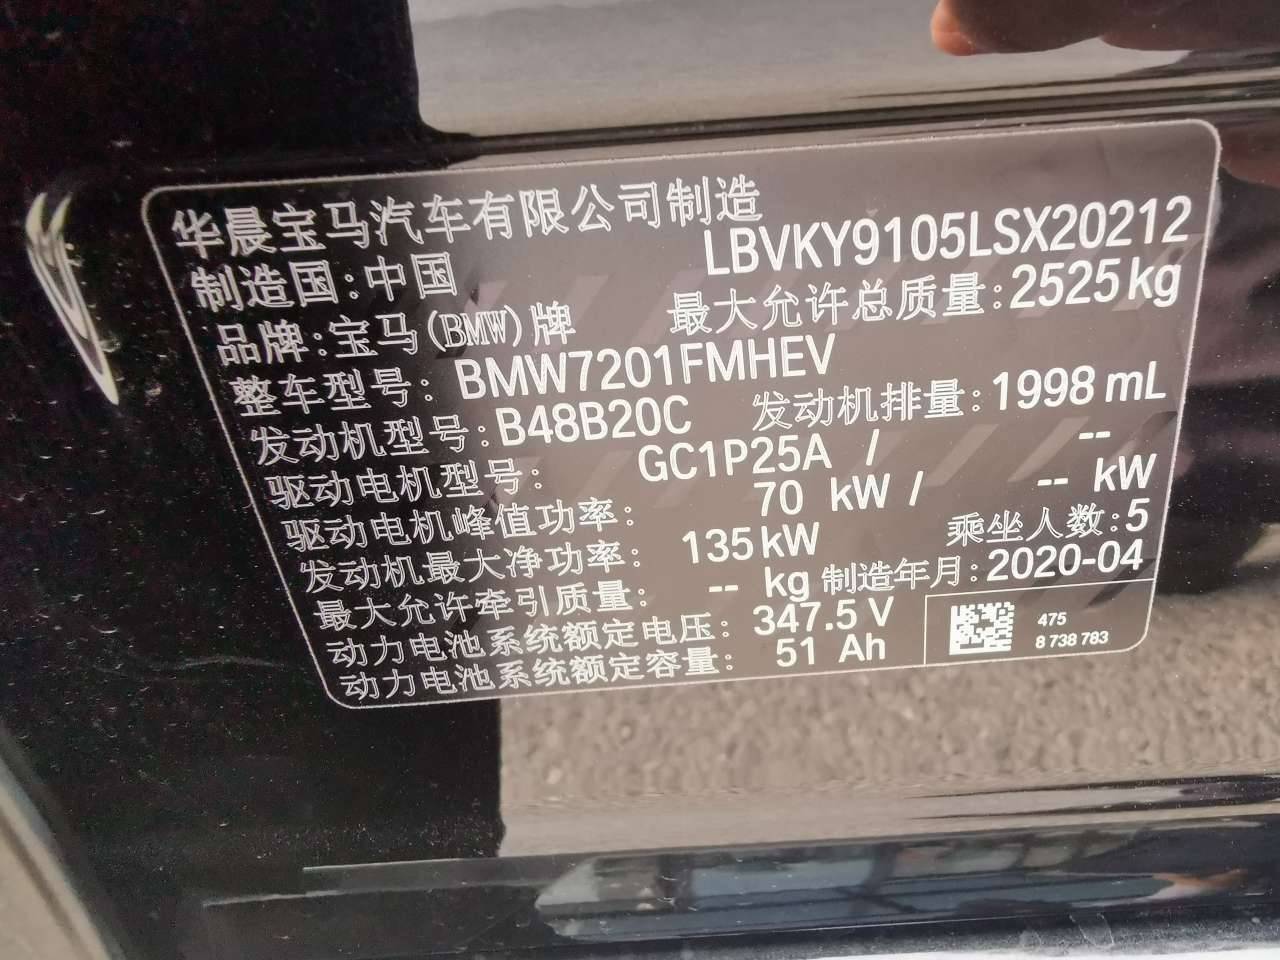 华晨宝马汽车有限公司制造
制造国:中国 LBVKY9105LSX20212
品牌:宝马(BMW)牌 最大允许总质量:2525kg
整车型号: BMW7201FMHEV
发动机型号:B48B20C 发动机排量:1998 mL
驱动电机型号: GC1P25A / --
驱动电机峰值功率: 70 kW / -- kW
发动机最大净功率: 135kW 乘坐人数:5
最大允许牵引质量: -- kg 制造年月:2020-04
动力电池系统额定电压: 347.5 V
动力电池系统额定容量: 51 Ah
475
8 738 783